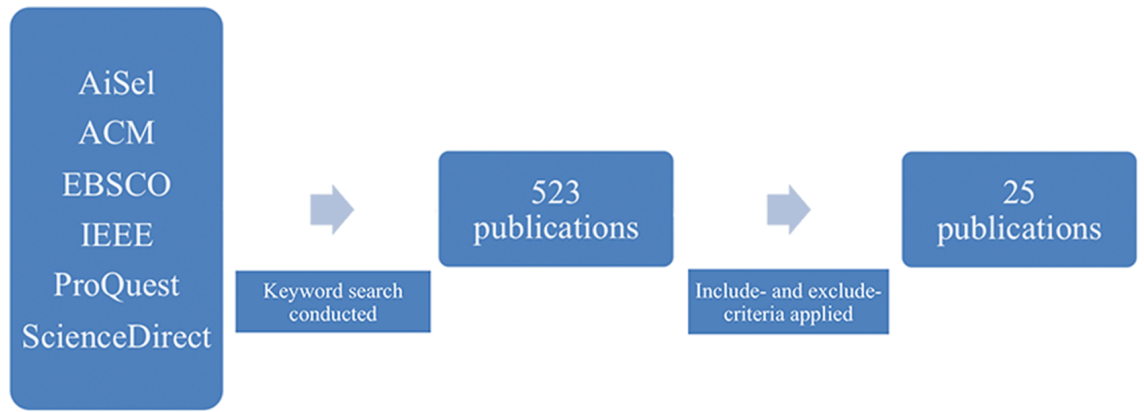 AiSel
ACM
EBSCO
IEEE
ProQuest
ScienceDirect
Keyword search
conducted
523
publications
Include- and exclude-
criteria applied
25
publications